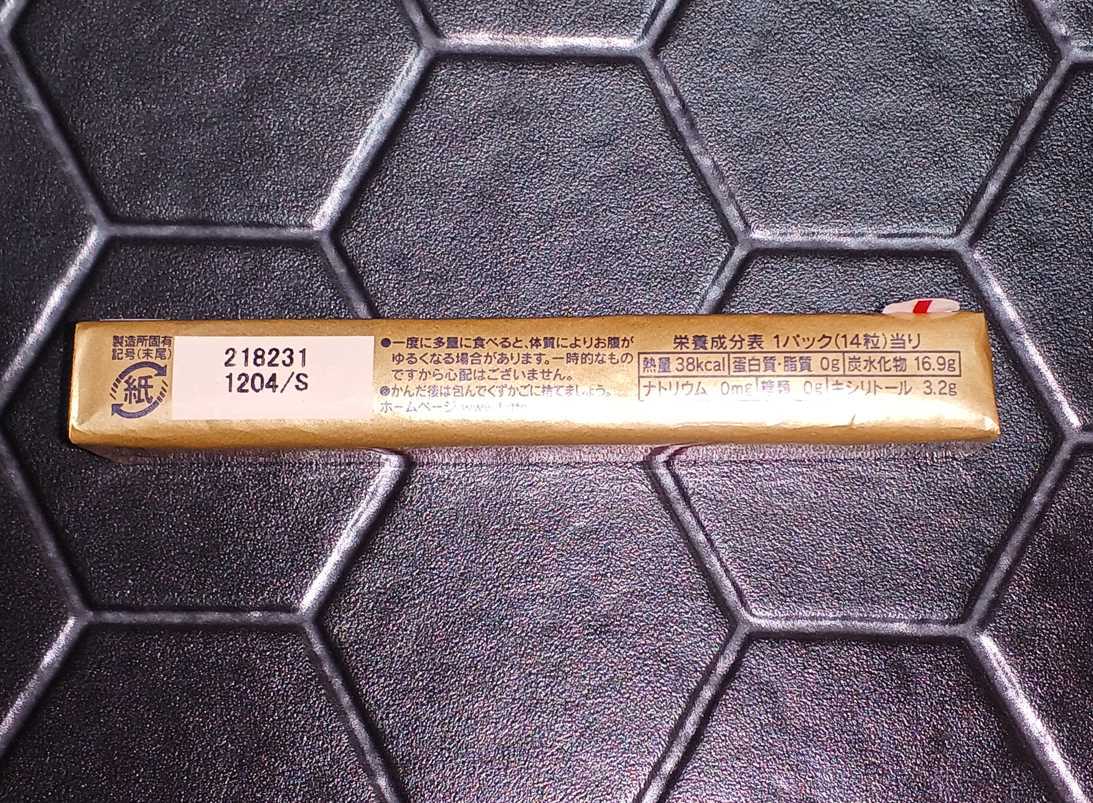 製造所固有
記号(末尾)
紙
218231
1204/S
●一度に多量に食べると、体質によりお腹が
ゆるくなる場合があります。一時的なもの
ですから心配はございません。
●かんだ後は包んでくずかごに捨てましょう。
ホームページ
栄養成分表 1パック(14粒)当り
熱量 38kcal 蛋白質・脂質 0g 炭水化物 16.9g
ナトリウム 0mg 糖類 0g キシリトール 3.2g